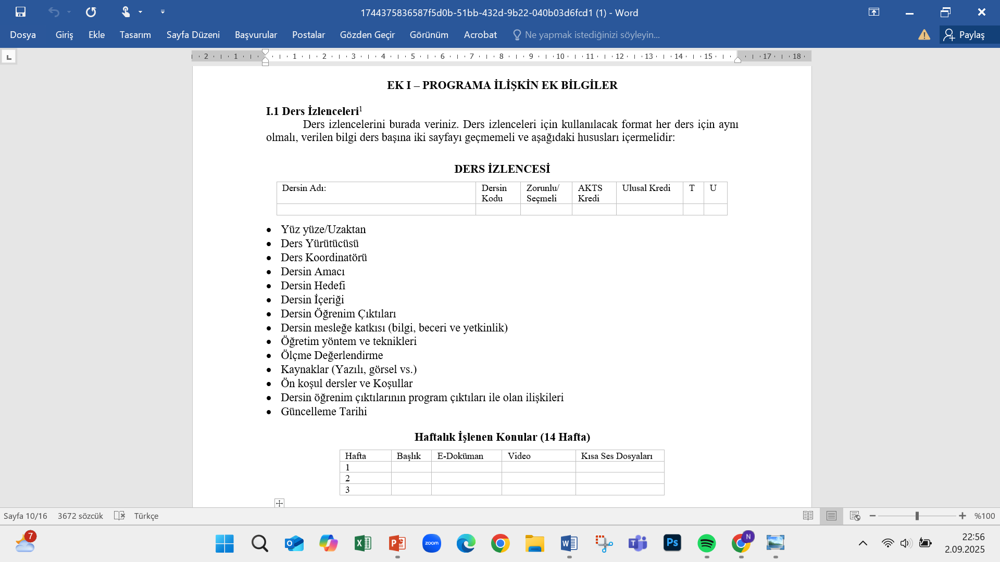 1744375836587f5d0b-51bb-432d-9b22-040b03d6fcd1 (1) - Word
Dosya Giriş Ekle Tasarım Sayfa Düzeni Başvurular Postalar Gözden Geçir Görünüm Acrobat Ne yapmak istediğinizi söyleyin... Paylaş
2 1 1 2 3 4 5 6 7 8 9 10 11 12 13 14 15 17 18
EK I – PROGRAMA İLİŞKİN EK BİLGİLER
I.1 Ders İzlenceleri1
Ders izlencelerini burada veriniz. Ders izlenceleri için kullanılacak format her ders için aynı
olmalı, verilen bilgi ders başına iki sayfayı geçmemeli ve aşağıdaki hususları içermelidir:
DERS İZLENCESİ
Dersin Adı: Dersin Kodu Zorunlu/ Seçmeli AKTS Kredi Ulusal Kredi T U
• Yüz yüze/Uzaktan
• Ders Yürütücüsü
• Ders Koordinatörü
• Dersin Amacı
• Dersin Hedefi
• Dersin İçeriği
• Dersin Öğrenim Çıktıları
• Dersin mesleğe katkısı (bilgi, beceri ve yetkinlik)
• Öğretim yöntem ve teknikleri
• Ölçme Değerlendirme
• Kaynaklar (Yazılı, görsel vs.)
• Ön koşul dersler ve Koşullar
• Dersin öğrenim çıktılarının program çıktıları ile olan ilişkileri
• Güncelleme Tarihi
Haftalık İşlenen Konular (14 Hafta)
Hafta Başlık E-Doküman Video Kısa Ses Dosyaları
1
2
3
Sayfa 10/16 3672 sözcük Türkçe %100
7 zoom N Ps
22:56
2.09.2025